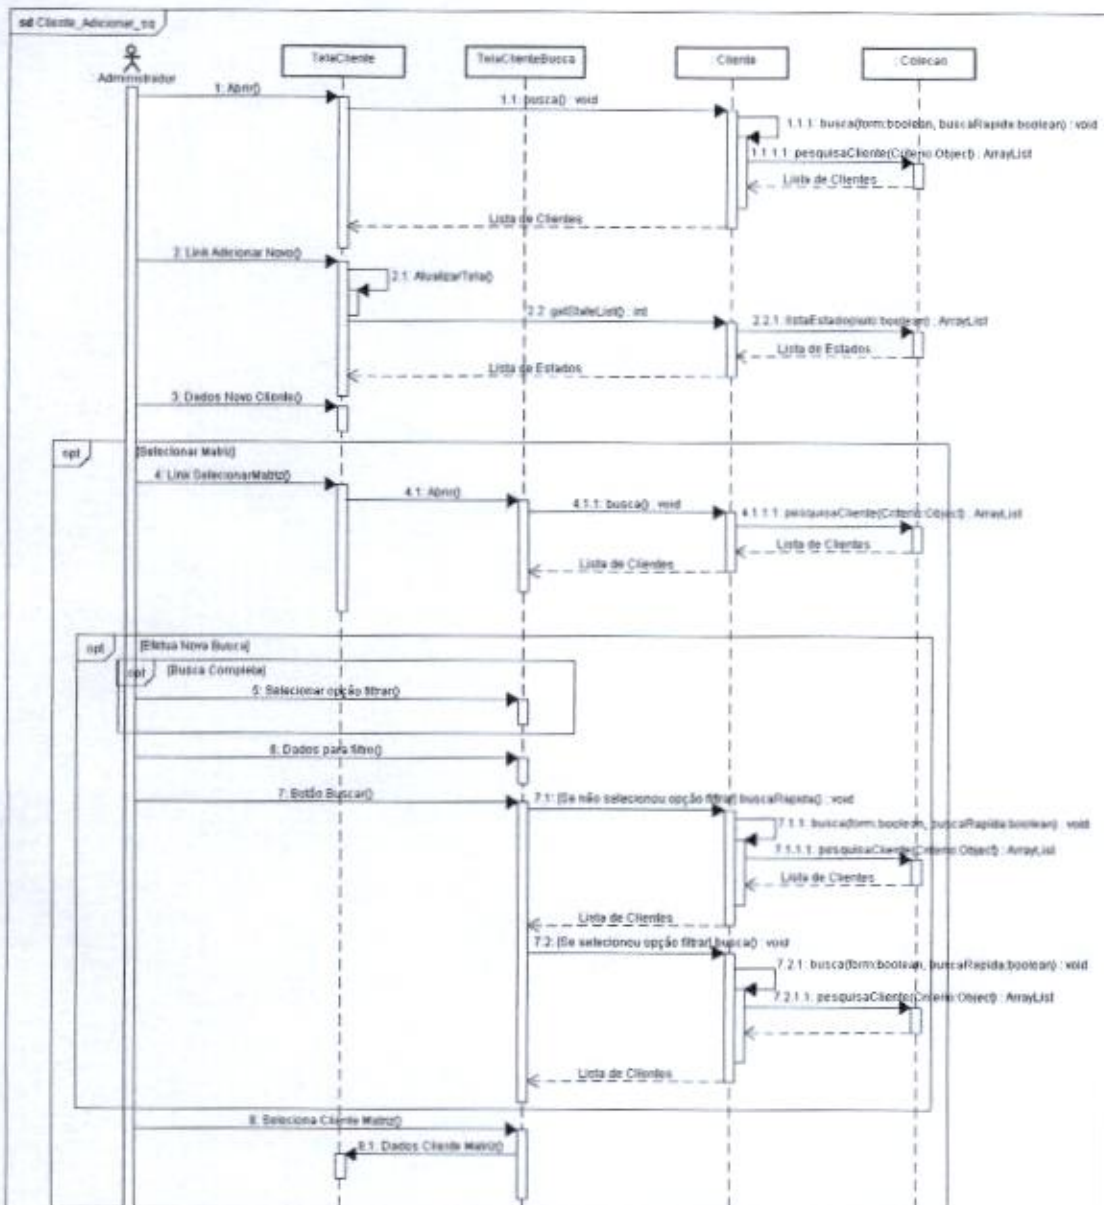 sd Cliente_Adicionar_sq
Administrador
TelaCliente
TelaClienteBusca
: Cliente
: Colecao
1: Abrir()
1.1: busca() : void
1.1.1: busca(form:boolean, buscaRapida:boolean) : void
1.1.1.1: pesquisaCliente(Criterio:Object) : ArrayList
Lista de Clientes
Lista de Clientes
2: Link Adicionar Novo()
2.1: AtualizarTela()
2.2: getStateList() : int
2.2.1: listaEstado(auto:boolean) : ArrayList
Lista de Estados
Lista de Estados
3: Dados Novo Cliente()
opt
[Selecionar Matriz]
4: Link SelecionarMatriz()
4.1: Abrir()
4.1.1: busca() : void
4.1.1.1: pesquisaCliente(Criterio:Object) : ArrayList
Lista de Clientes
Lista de Clientes
opt
[Efetua Nova Busca]
opt
[Busca Completa]
5: Selecionar opção filtrar()
6: Dados para filtro()
7: Botão Buscar()
7.1: [Se não selecionou opção filtrar] buscaRapida() : void
7.1.1: busca(form:boolean, buscaRapida:boolean) : void
7.1.1.1: pesquisaCliente(Criterio:Object) : ArrayList
Lista de Clientes
Lista de Clientes
7.2: [Se selecionou opção filtrar] busca() : void
7.2.1: busca(form:boolean, buscaRapida:boolean) : void
7.2.1.1: pesquisaCliente(Criterio:Object) : ArrayList
Lista de Clientes
8: Seleciona Cliente Matriz()
8.1: Dados Cliente Matriz()